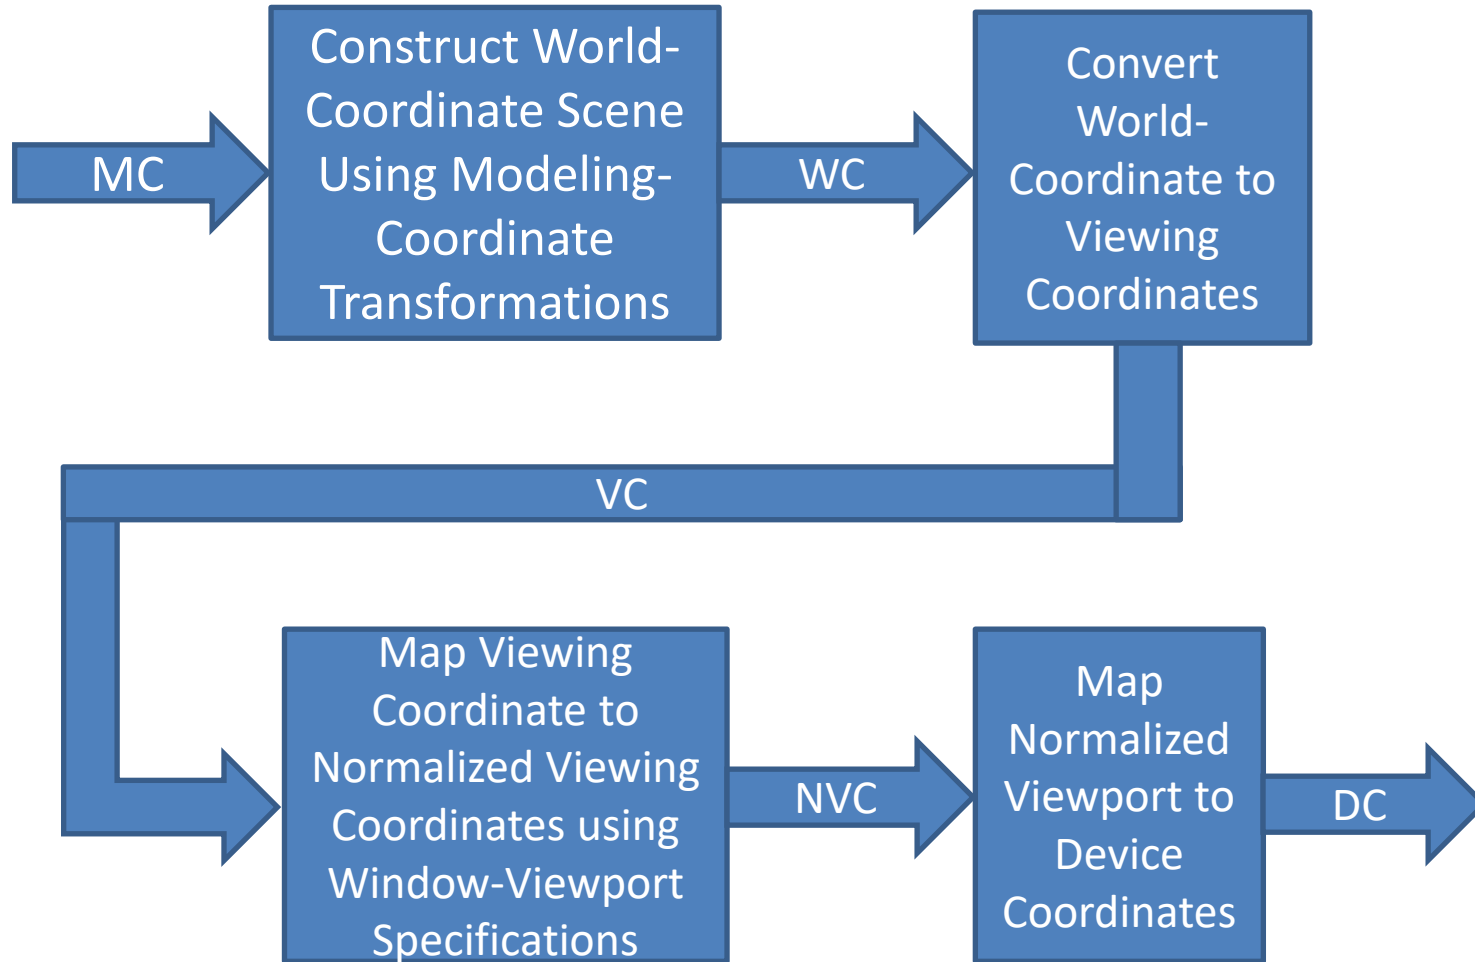 MC
Construct World-
Coordinate Scene
Using Modeling-
Coordinate
Transformations
WC
Convert
World-
Coordinate to
Viewing
Coordinates
VC
Map Viewing
Coordinate to
Normalized Viewing
Coordinates using
Window-Viewport
Specifications
NVC
Map
Normalized
Viewport to
Device
Coordinates
DC